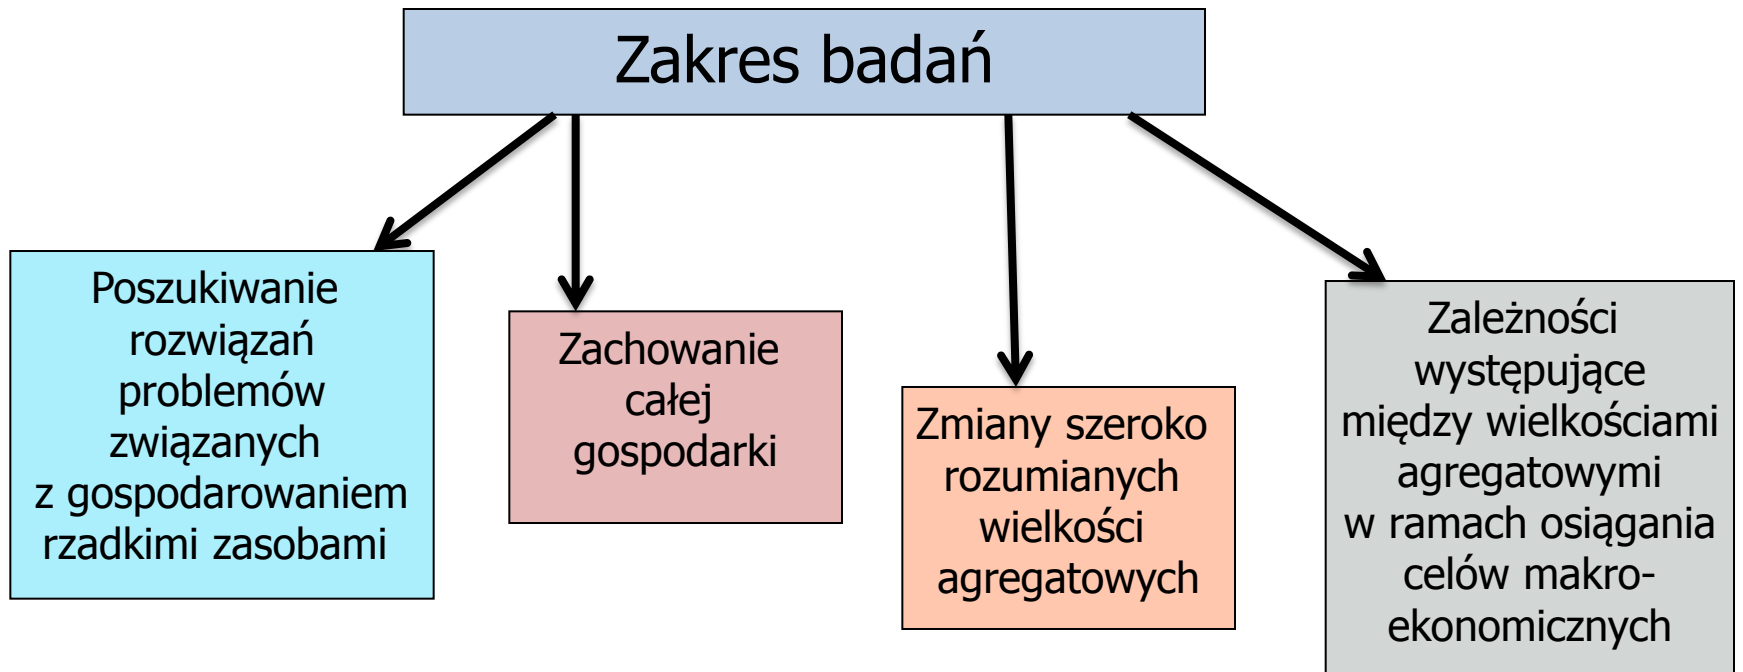 Zakres badań
Poszukiwanie
rozwiązań
problemów
związanych
z gospodarowaniem
rzadkimi zasobami
Zachowanie
całej
gospodarki
Zmiany szeroko
rozumianych
wielkości
agregatowych
Zależności
występujące
między wielkościami
agregatowymi
w ramach osiągania
celów makro-
ekonomicznych